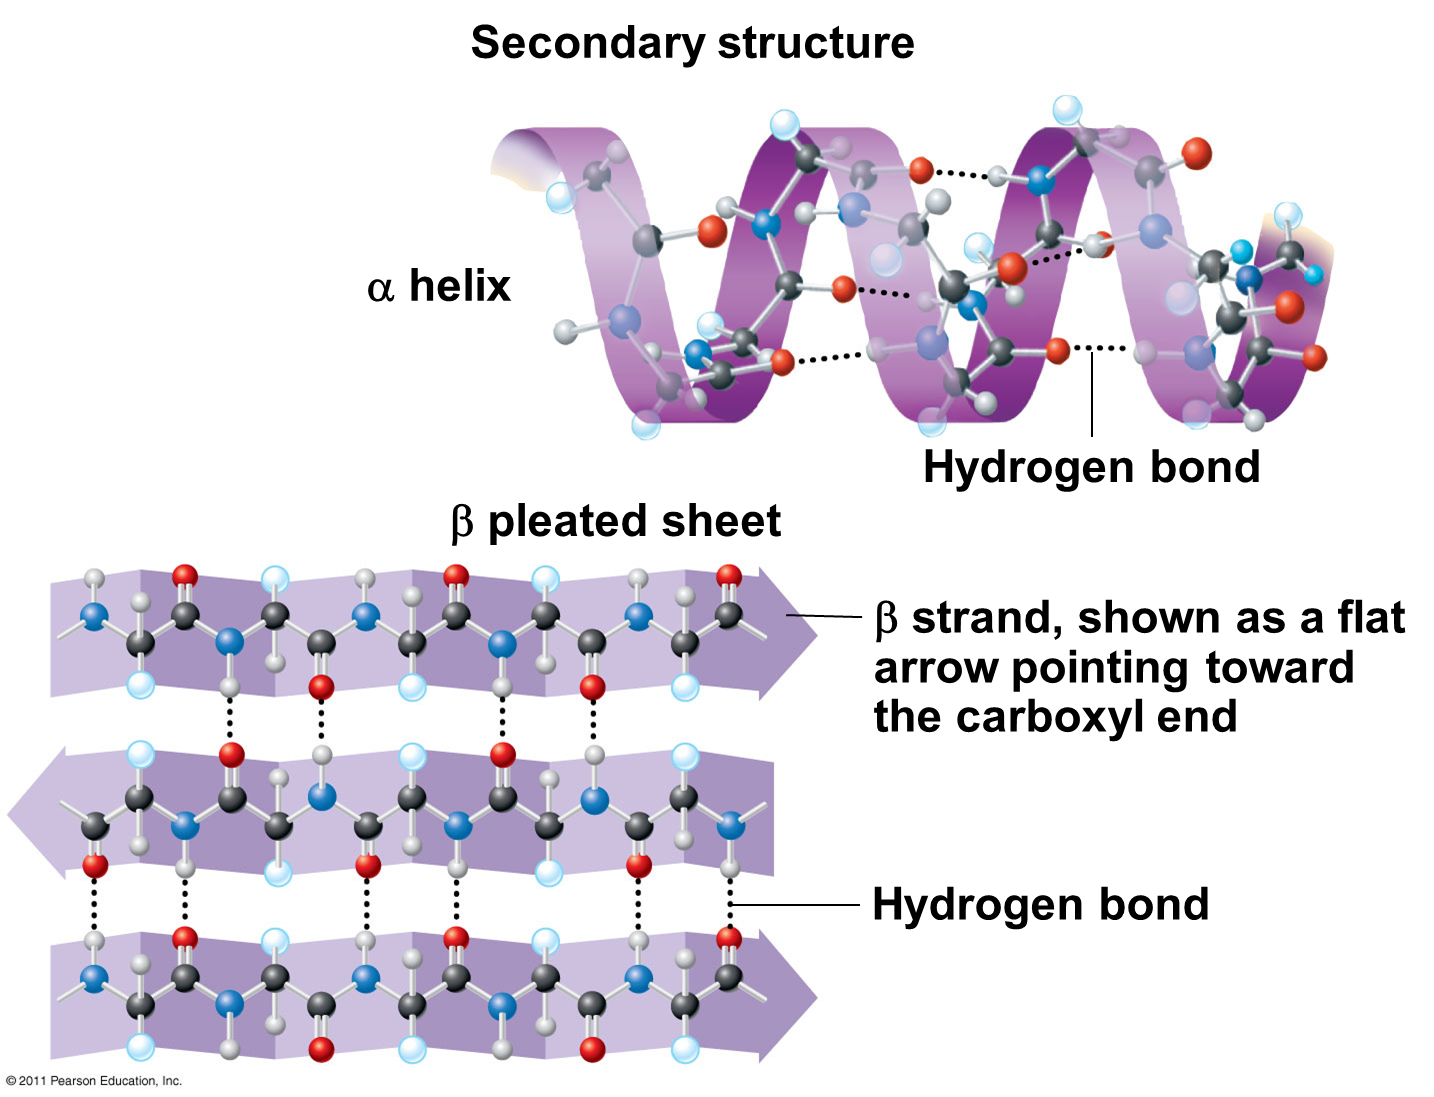 Secondary structure
α helix
Hydrogen bond
β pleated sheet
β strand, shown as a flat
arrow pointing toward
the carboxyl end
Hydrogen bond
© 2011 Pearson Education, Inc.